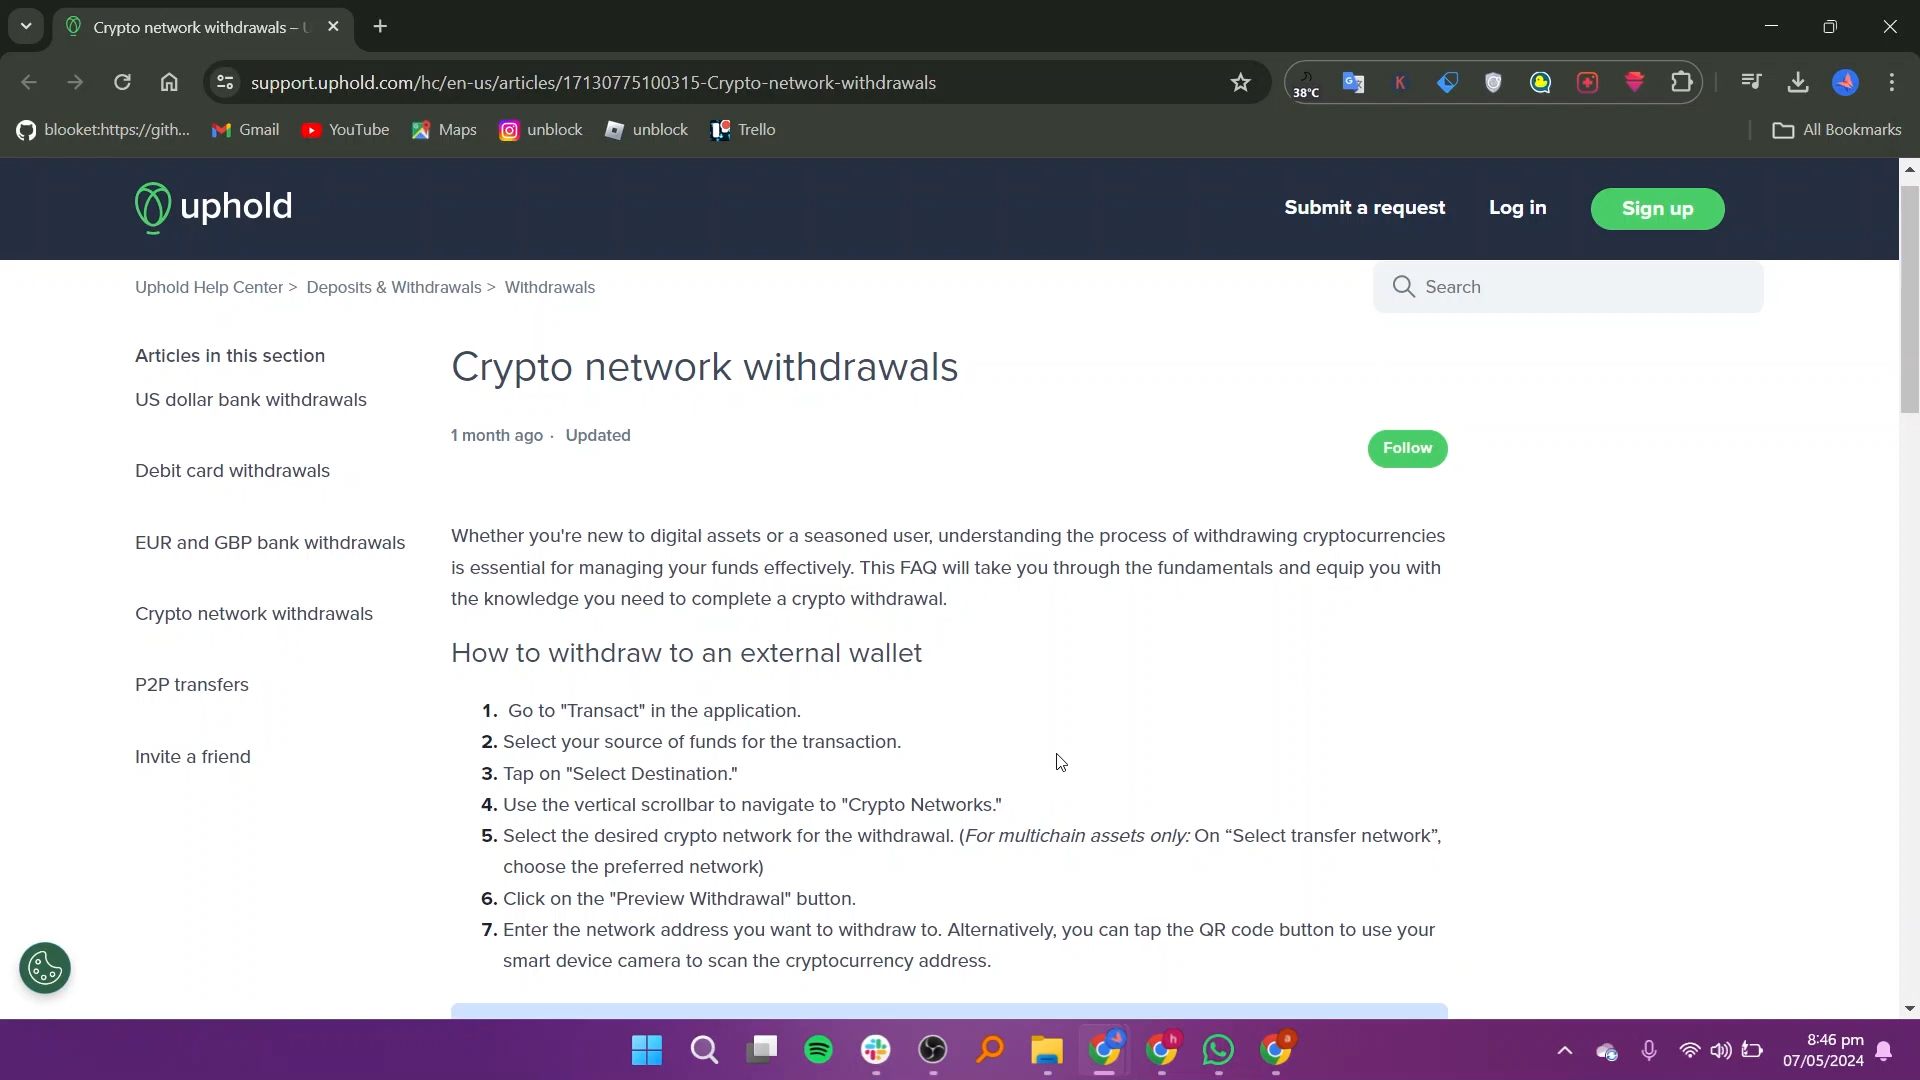 Crypto network withdrawals –
support.uphold.com/hc/en-us/articles/17130775100315-Crypto-network-withdrawals
38°C
K
blooket:https://gith...
Gmail
YouTube
Maps
unblock
unblock
Trello
All Bookmarks
uphold
Submit a request
Log in
Sign up
Uphold Help Center > Deposits & Withdrawals > Withdrawals
Search
Articles in this section
US dollar bank withdrawals
Debit card withdrawals
EUR and GBP bank withdrawals
Crypto network withdrawals
P2P transfers
Invite a friend
Crypto network withdrawals
1 month ago · Updated
Follow
Whether you're new to digital assets or a seasoned user, understanding the process of withdrawing cryptocurrencies
is essential for managing your funds effectively. This FAQ will take you through the fundamentals and equip you with
the knowledge you need to complete a crypto withdrawal.
How to withdraw to an external wallet
1. Go to "Transact" in the application.
2. Select your source of funds for the transaction.
3. Tap on "Select Destination."
4. Use the vertical scrollbar to navigate to "Crypto Networks."
5. Select the desired crypto network for the withdrawal. (For multichain assets only: On “Select transfer network”,
choose the preferred network)
6. Click on the "Preview Withdrawal" button.
7. Enter the network address you want to withdraw to. Alternatively, you can tap the QR code button to use your
smart device camera to scan the cryptocurrency address.
8:46 pm
07/05/2024